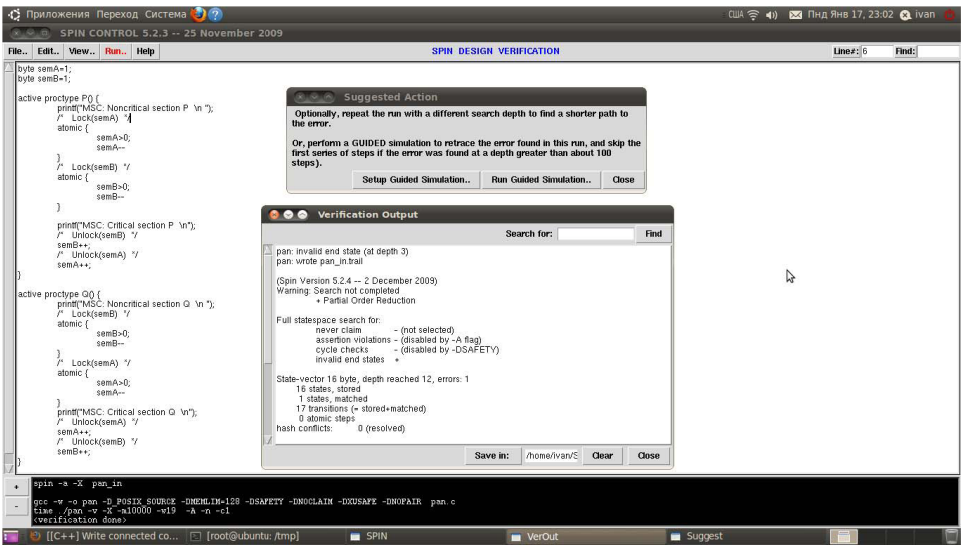 Приложения Переход Система
США Пнд Янв 17, 23:02 ivan
SPIN CONTROL 5.2.3 -- 25 November 2009
File.. Edit.. View.. Run.. Help
SPIN DESIGN VERIFICATION
Line#: 6 Find:
byte semA=1;
byte semB=1;
active proctype P() {
printf("MSC: Noncritical section P \n ");
/* Lock(semA) */
atomic {
semA>0;
semA--
}
/* Lock(semB) */
atomic {
semB>0;
semB--
}
printf("MSC: Critical section P \n");
/* Unlock(semB) */
semB++;
/* Unlock(semA) */
semA++;
}
active proctype Q() {
printf("MSC: Noncritical section Q \n ");
atomic {
semB>0;
semB--
}
/* Lock(semA) */
atomic {
semA>0;
semA--
}
printf("MSC: Critical section Q \n");
/* Unlock(semA) */
semA++;
/* Unlock(semB) */
semB++;
}
Suggested Action
Optionally, repeat the run with a different search depth to find a shorter path to
the error.
Or, perform a GUIDED simulation to retrace the error found in this run, and skip the
first series of steps if the error was found at a depth greater than about 100
steps).
Setup Guided Simulation.. Run Guided Simulation.. Close
Verification Output
Search for: Find
pan: invalid end state (at depth 3)
pan: wrote pan_in.trail
(Spin Version 5.2.4 -- 2 December 2009)
Warning: Search not completed
+ Partial Order Reduction
Full statespace search for:
never claim - (not selected)
assertion violations - (disabled by -A flag)
cycle checks - (disabled by -DSAFETY)
invalid end states +
State-vector 16 byte, depth reached 12, errors: 1
16 states, stored
1 states, matched
17 transitions (= stored+matched)
0 atomic steps
hash conflicts: 0 (resolved)
Save in: /home/ivan/S Clear Close
+
-
spin -a -X pan_in
gcc -w -o pan -D_POSIX_SOURCE -DMEMLIM=128 -DSAFETY -DNOCLAIM -DXUSAFE -DNOFAIR pan.c
time ./pan -v -X -m10000 -w19 -A -n -c1
<verification done>
[[C++] Write connected co... [root@ubuntu: /tmp] SPIN VerOut Suggest